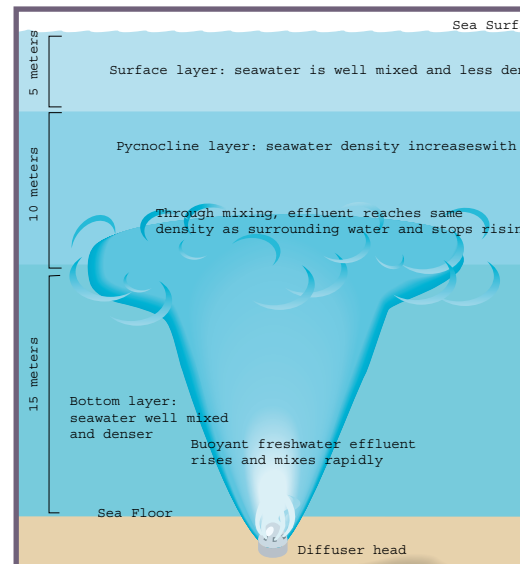 Sea Surf
5 meters
Surface layer: seawater is well mixed and less den
Pycnocline layer: seawater density increaseswith
10 meters
Through mixing, effluent reaches same
density as surrounding water and stops risin
15 meters
Bottom layer:
seawater well mixed
and denser
Buoyant freshwater effluent
rises and mixes rapidly
Sea Floor
Diffuser head